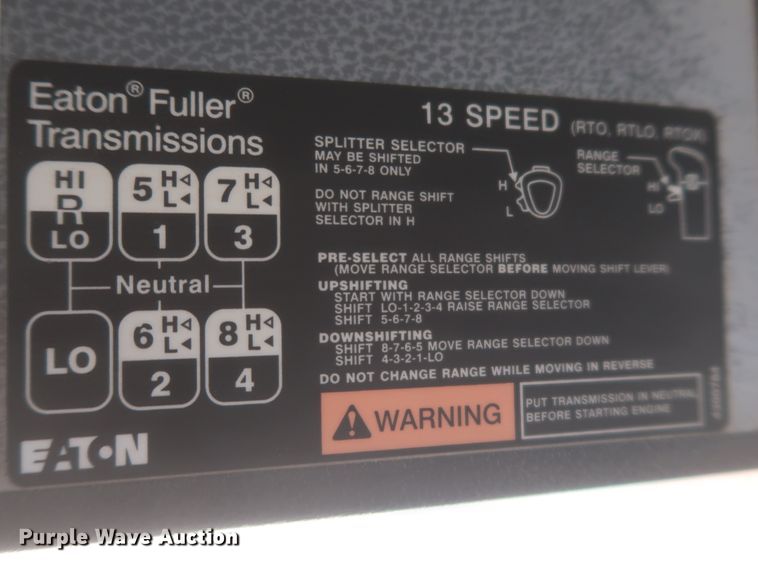 Eaton® Fuller®
Transmissions
13 SPEED (RTO, RTLO, RTOX)
HI
R
LO
5 H◁
L◀
1
7 H◁
L◀
3
Neutral
LO
6 H◁
L◀
2
8 H◁
L◀
4
EATON
SPLITTER SELECTOR
MAY BE SHIFTED
IN 5-6-7-8 ONLY
DO NOT RANGE SHIFT
WITH SPLITTER
SELECTOR IN H
H
L
RANGE
SELECTOR
HI
LO
PRE-SELECT ALL RANGE SHIFTS
(MOVE RANGE SELECTOR BEFORE MOVING SHIFT LEVER)
UPSHIFTING
START WITH RANGE SELECTOR DOWN
SHIFT LO-1-2-3-4 RAISE RANGE SELECTOR
SHIFT 5-6-7-8
DOWNSHIFTING
SHIFT 8-7-6-5 MOVE RANGE SELECTOR DOWN
SHIFT 4-3-2-1-LO
DO NOT CHANGE RANGE WHILE MOVING IN REVERSE
WARNING
PUT TRANSMISSION IN NEUTRAL
BEFORE STARTING ENGINE
Purple Wave Auction